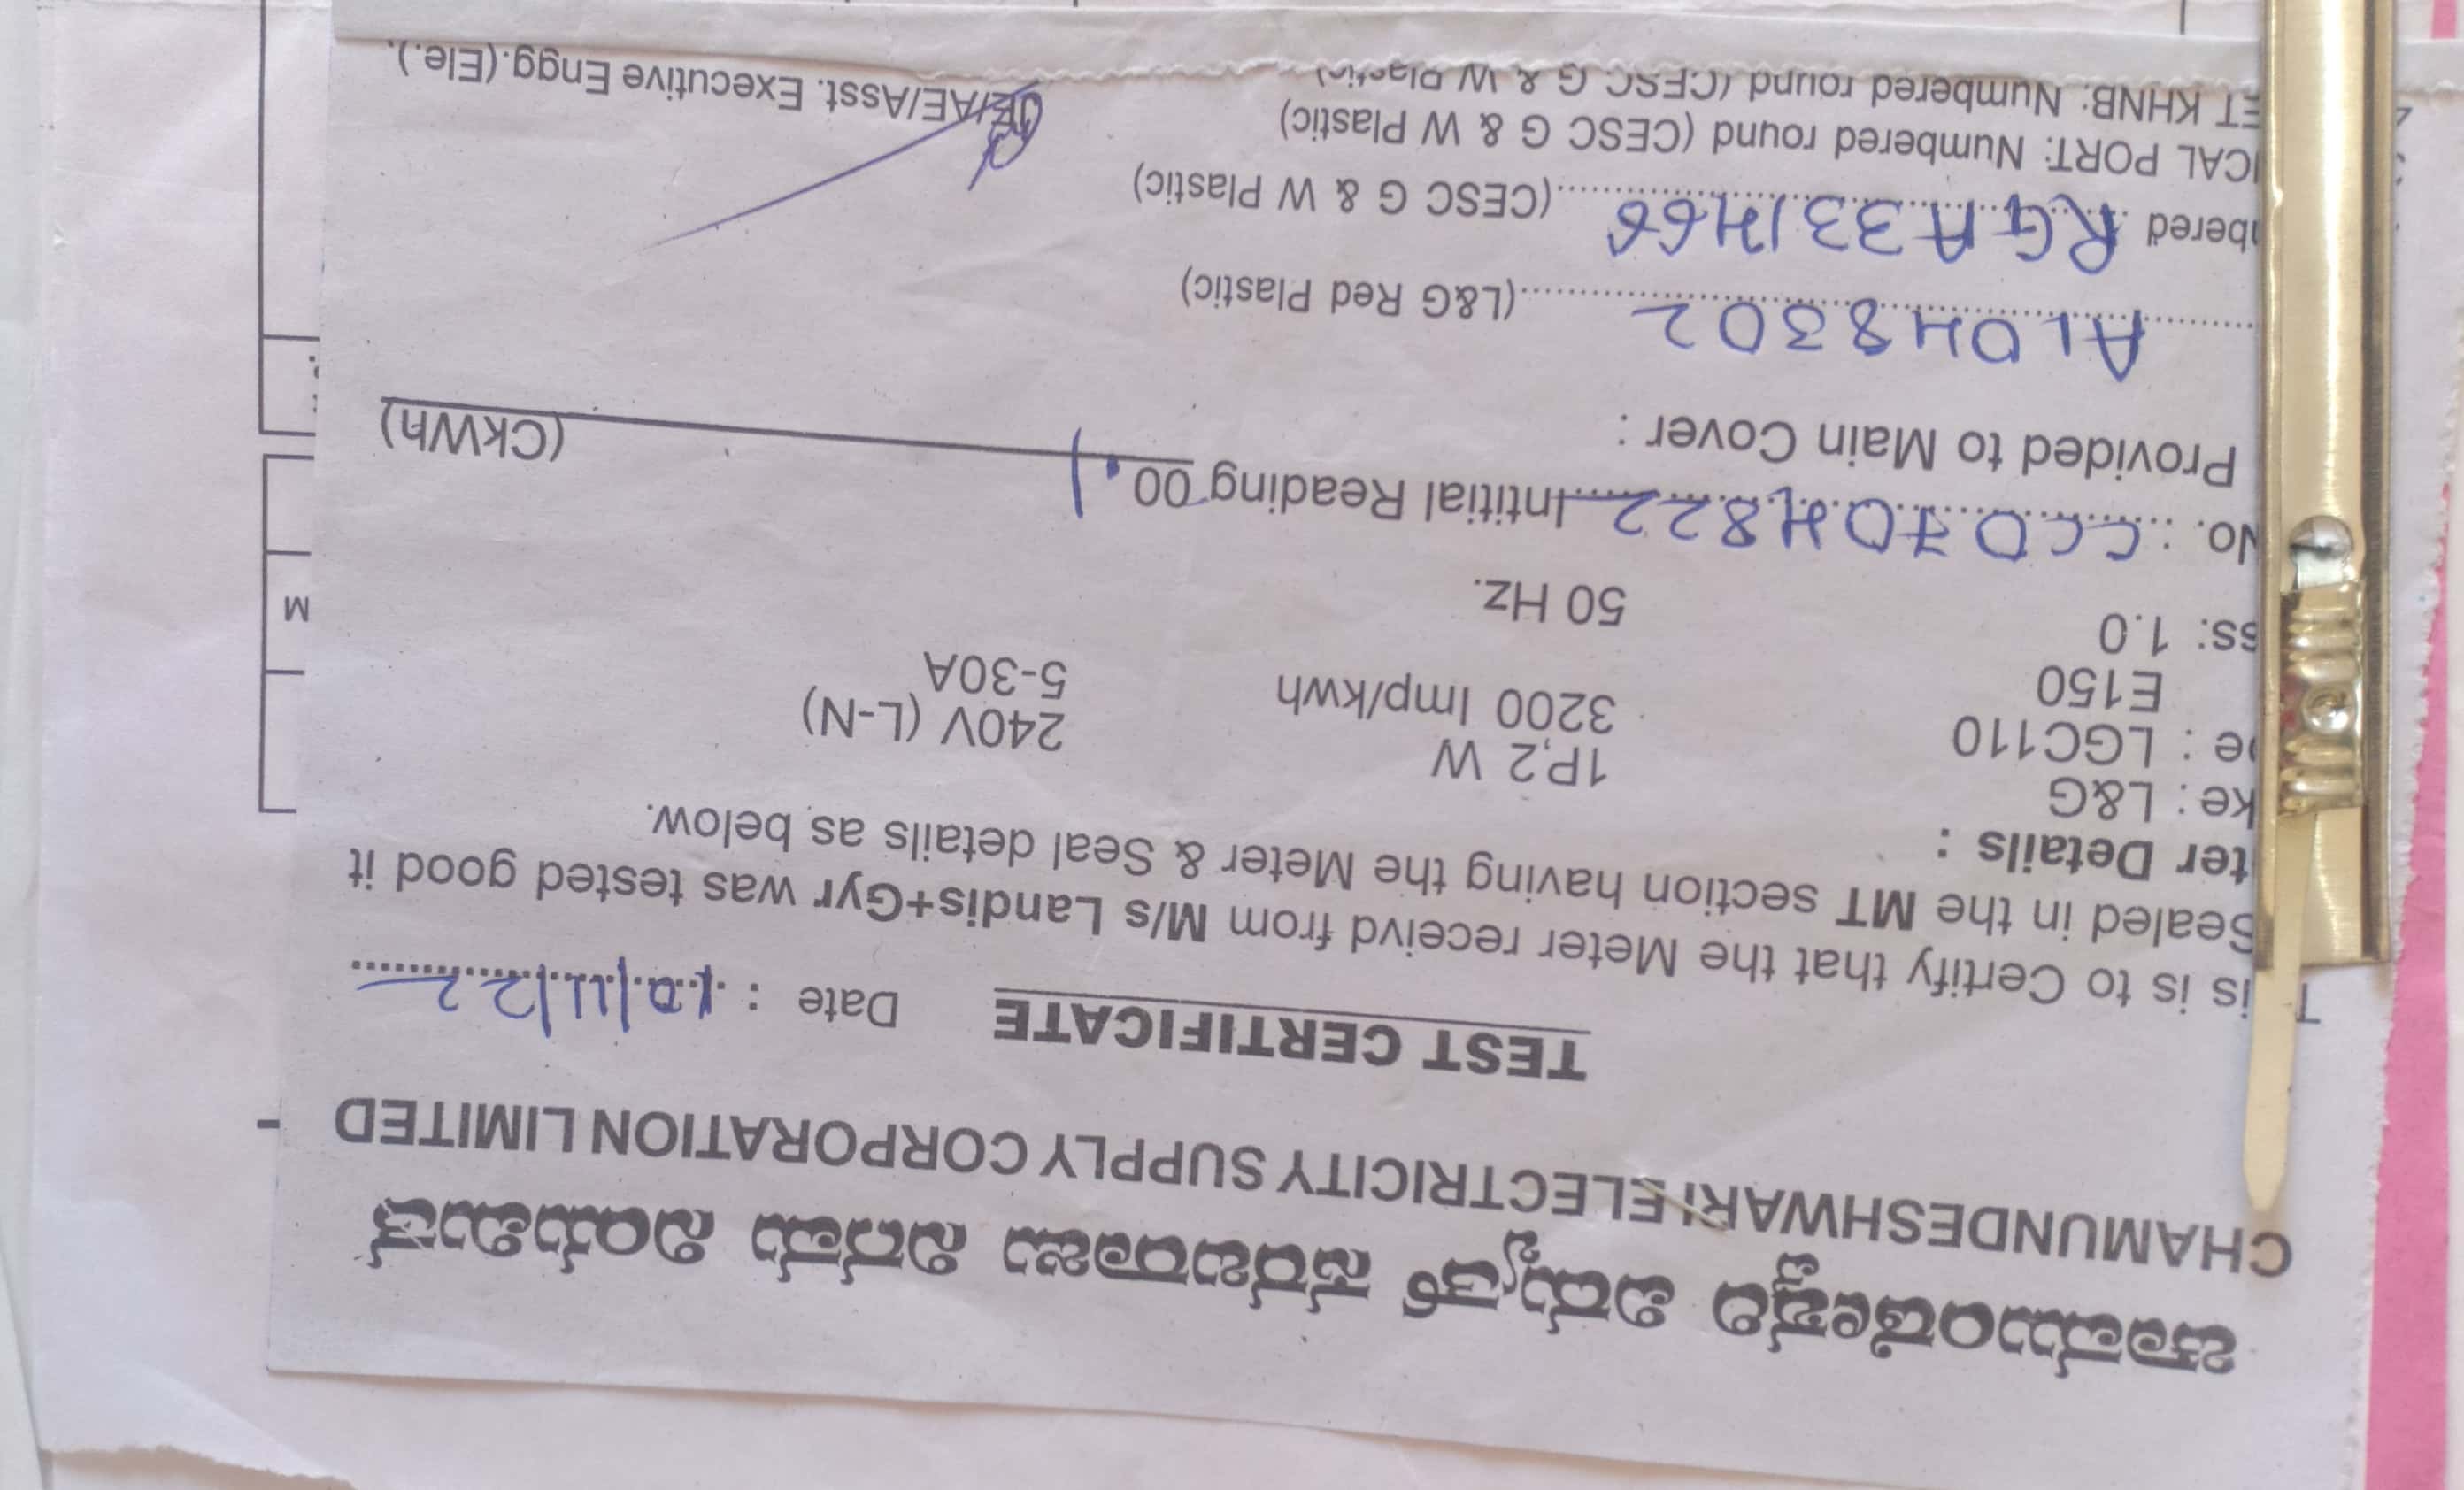 ಚಾಮುಂಡೇಶ್ವರಿ ವಿದ್ಯುತ್ ಸರಬರಾಜು ನಿಗಮ ನಿಯಮಿತ
CHAMUNDESHWARI ELECTRICITY SUPPLY CORPORATION LIMITED
TEST CERTIFICATE Date : 10/11/22
is is to Certify that the Meter receivd from M/s Landis+Gyr was tested good it
Sealed in the MT section having the Meter & Seal details as below.
ter Details :
ke : L&G 1P,2 W 240V (L-N)
e : LGC110 3200 Imp/kwh 5-30A
E150
ss: 1.0 50 Hz.
No. : CC0704822 Intitial Reading 00.1 (CkWh)
Provided to Main Cover :
AL048302 (L&G Red Plastic)
bered (CESC G & W Plastic)
ICAL PORT: Numbered round (CESC G & W Plastic)
ET KHNB: Numbered round (CESC G & W Plastic)
JE/AE/Asst. Executive Engg.(Ele.).
M